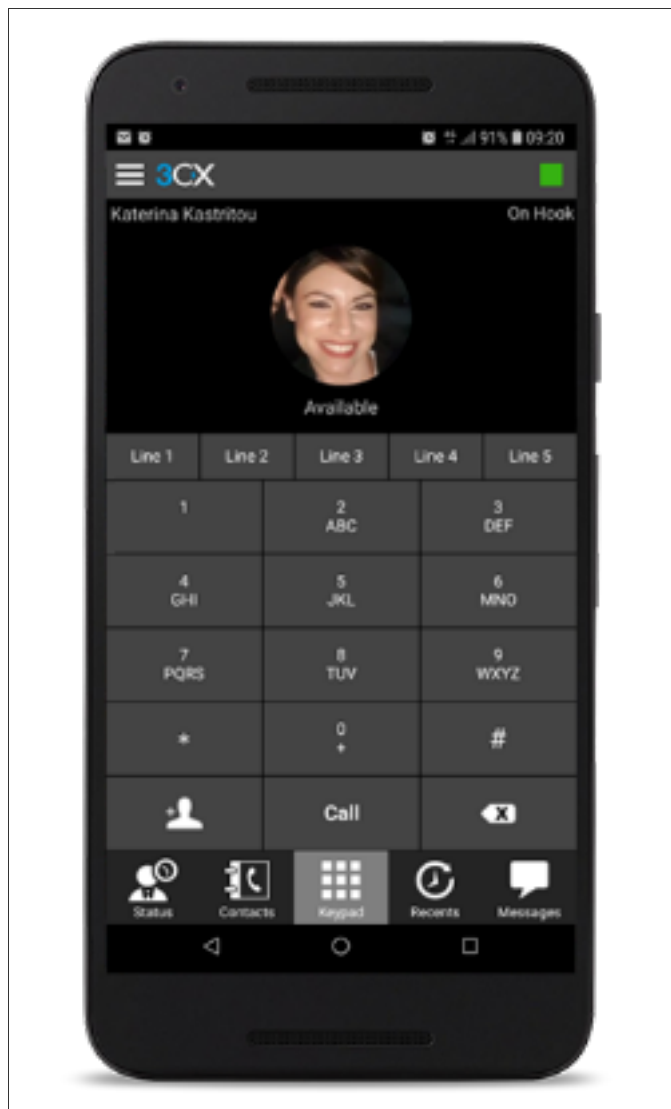 91% 09:20
3CX
Katerina Kastritou On Hook
Available
Line 1 Line 2 Line 3 Line 4 Line 5
1 2 3
ABC DEF
4 5 6
GHI JKL MNO
7 8 9
PQRS TUV WXYZ
* 0 #
+
Call X
Status Contacts Keypad Recents Messages